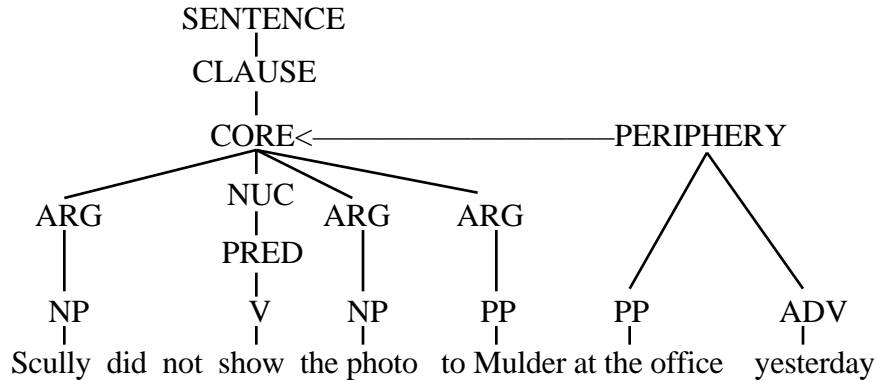 SENTENCE
CLAUSE
CORE<——————————PERIPHERY
NUC
ARG ARG ARG
PRED
NP V NP PP PP ADV
Scully did not show the photo to Mulder at the office yesterday